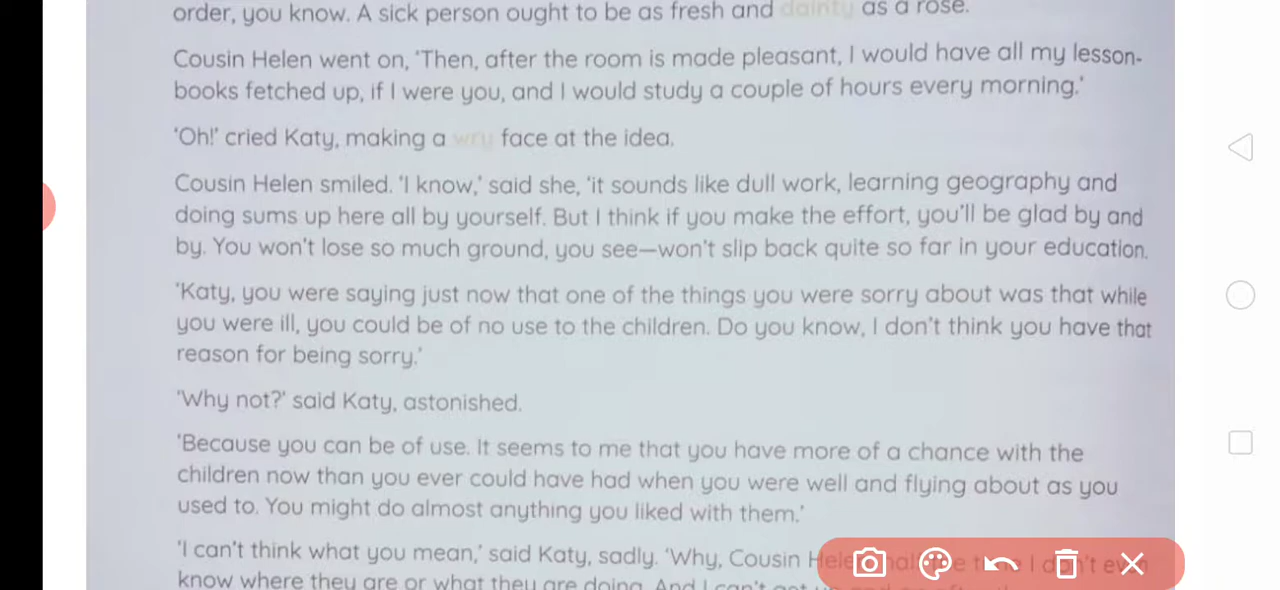 order, you know. A sick person ought to be as fresh and dainty as a rose.
Cousin Helen went on, 'Then, after the room is made pleasant, I would have all my lesson-
books fetched up, if I were you, and I would study a couple of hours every morning.'
'Oh!' cried Katy, making a wry face at the idea.
Cousin Helen smiled. 'I know,' said she, 'it sounds like dull work, learning geography and
doing sums up here all by yourself. But I think if you make the effort, you'll be glad by and
by. You won't lose so much ground, you see—won't slip back quite so far in your education.
'Katy, you were saying just now that one of the things you were sorry about was that while
you were ill, you could be of no use to the children. Do you know, I don't think you have that
reason for being sorry.'
'Why not?' said Katy, astonished.
'Because you can be of use. It seems to me that you have more of a chance with the
children now than you ever could have had when you were well and flying about as you
used to. You might do almost anything you liked with them.'
'I can't think what you mean,' said Katy, sadly. 'Why, Cousin Helen, half the time I don't even
know where they are or what they are doing. And I can't get up